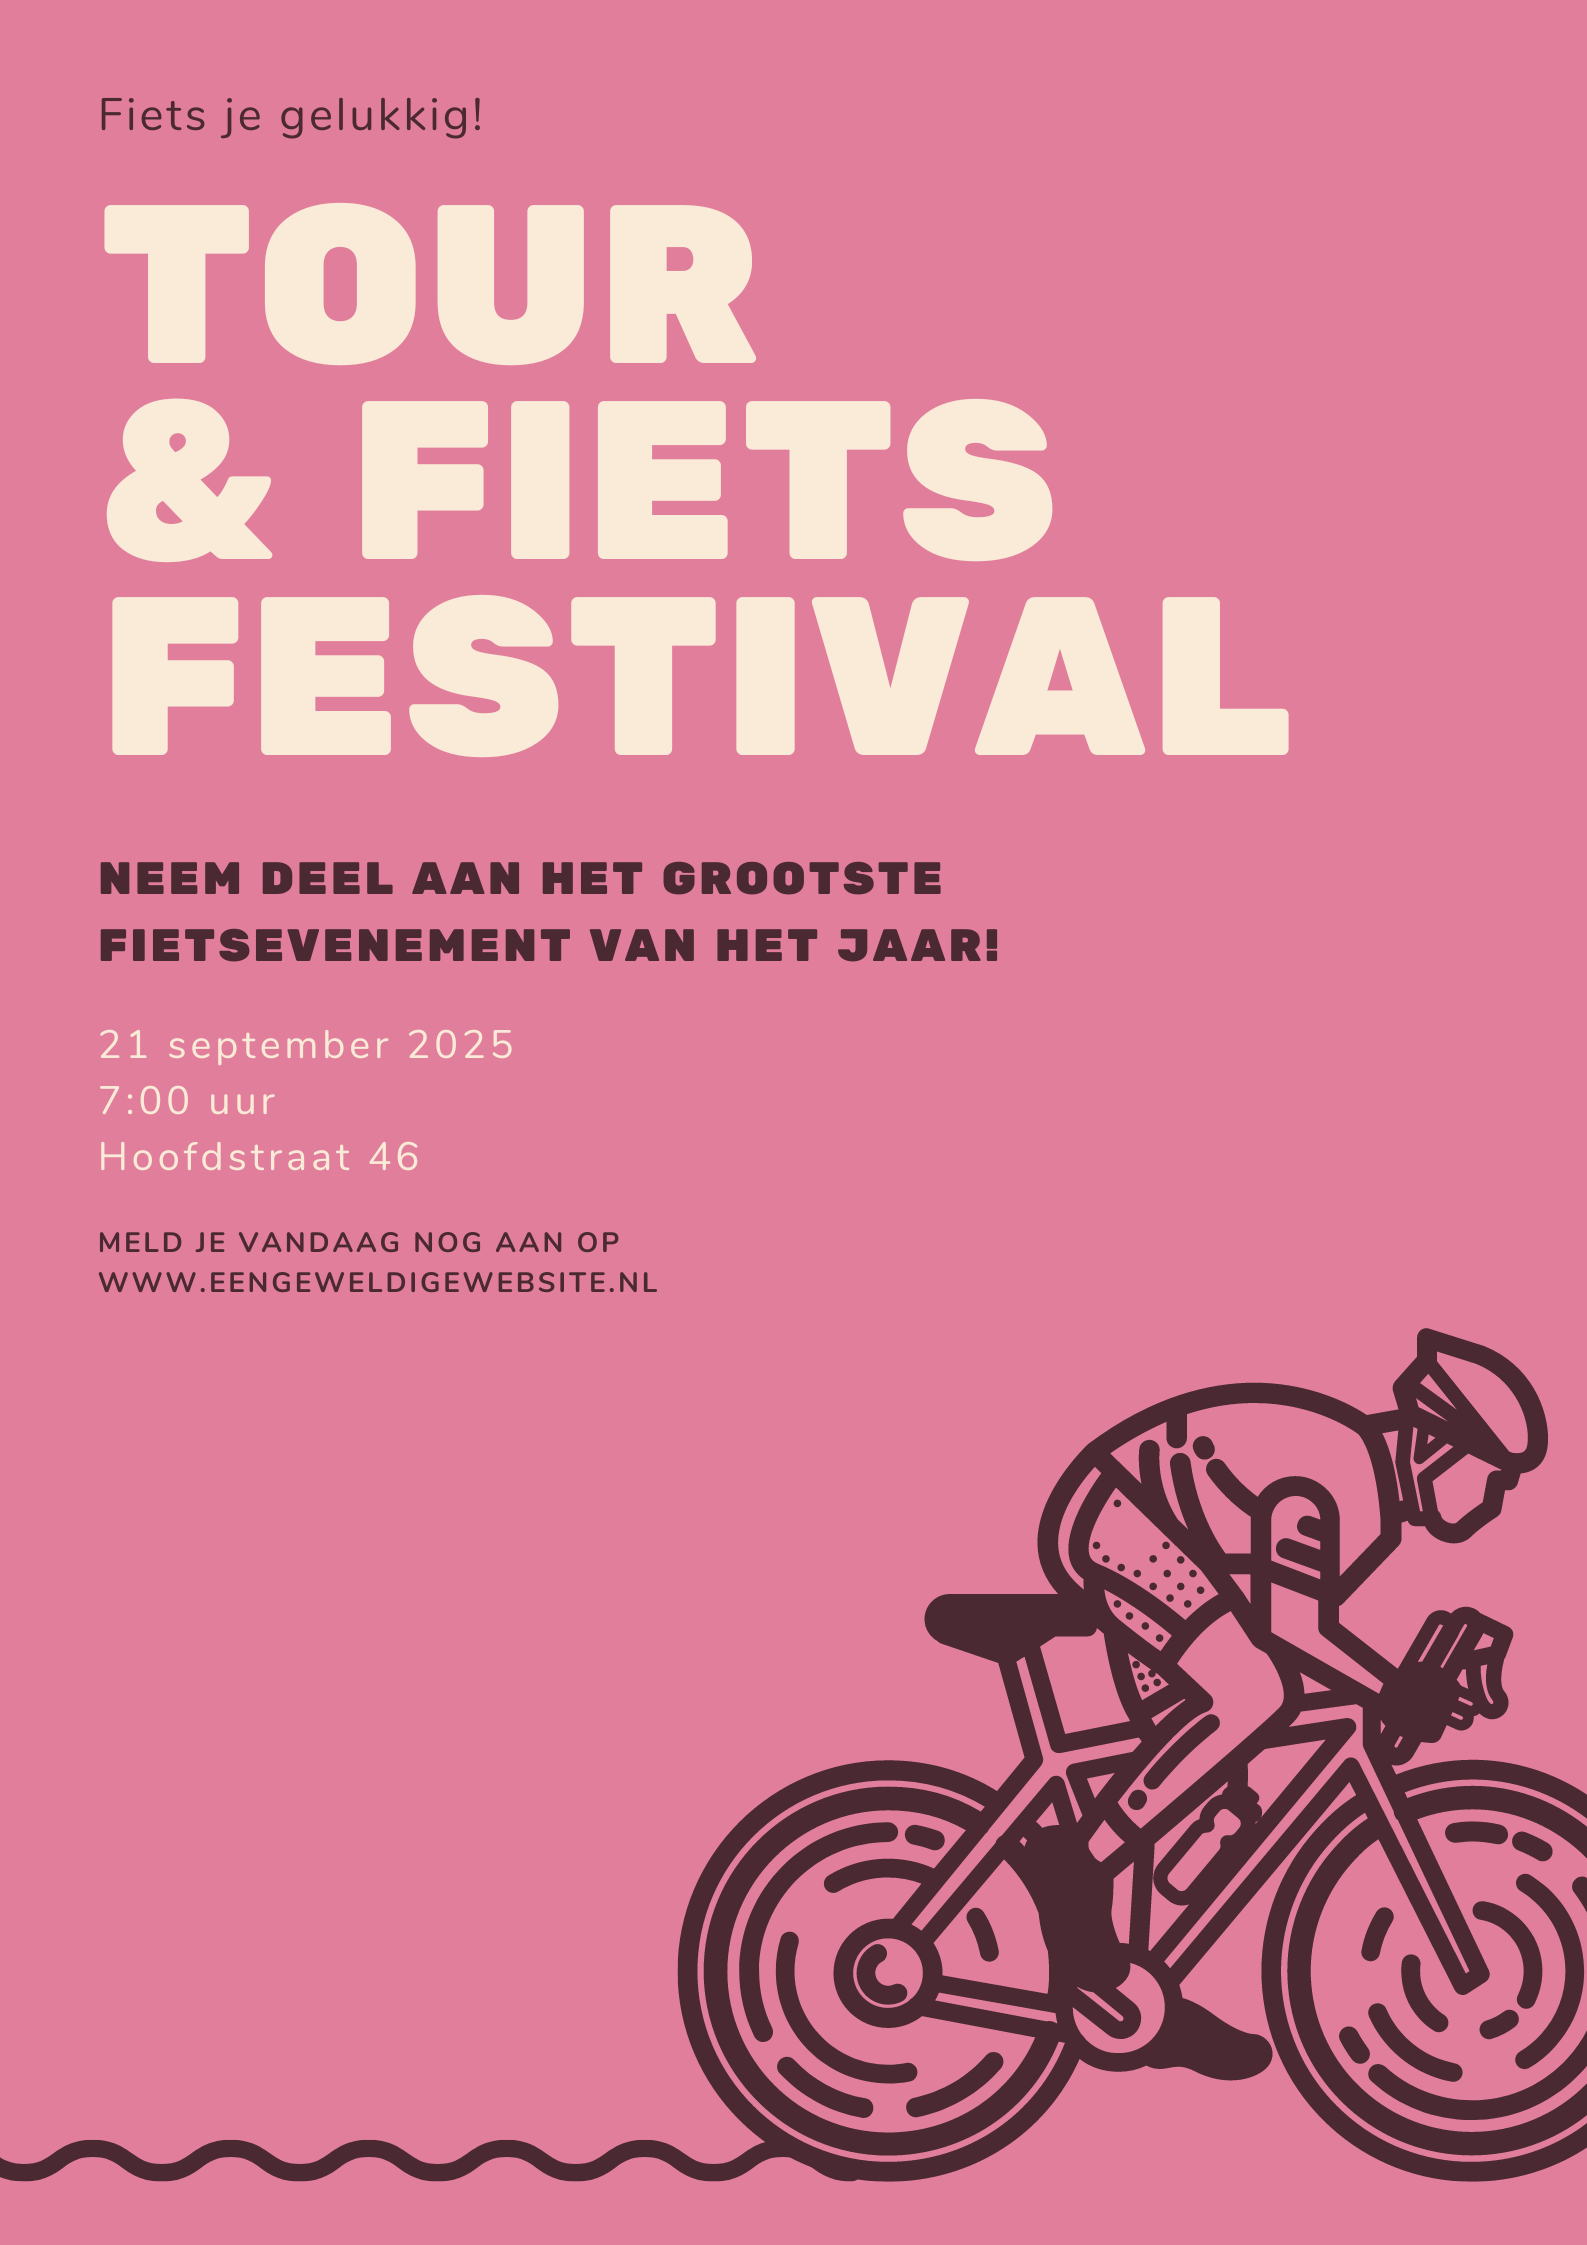 Fiets je gelukkig!
TOUR
& FIETS
FESTIVAL
NEEM DEEL AAN HET GROOTSTE
FIETSEVENEMENT VAN HET JAAR!
21 september 2025
7:00 uur
Hoofdstraat 46
MELD JE VANDAAG NOG AAN OP
WWW.EENGEWELDIGEWEBSITE.NL